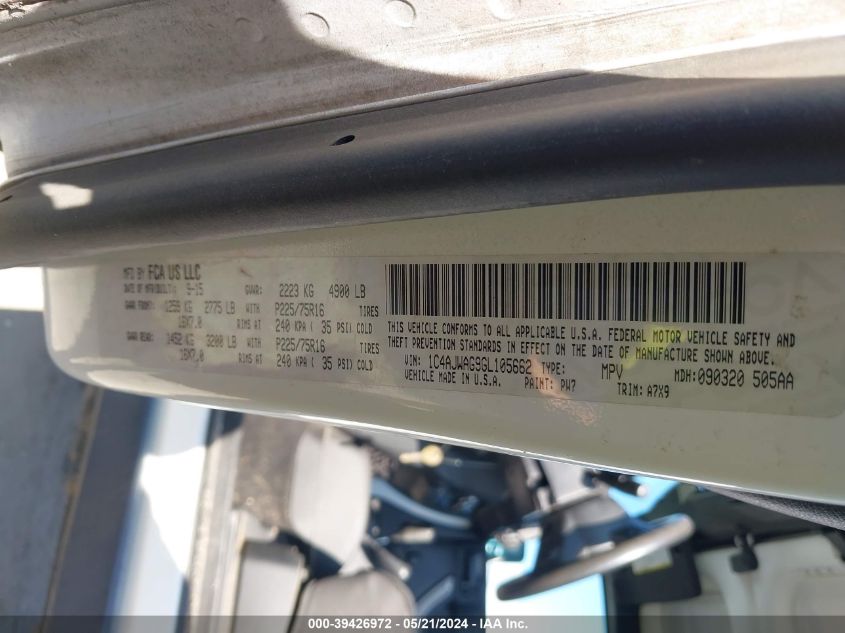 MFD BY FCA US LLC
DATE OF MFR(BUILT): 9-15 GVWR: 2223 KG 4900 LB
GAWR FRONT: 1259 KG 2775 LB WITH P225/75R16 TIRES
16X7.0 RIMS AT 240 KPA ( 35 PSI) COLD
GAWR REAR: 1452 KG 3200 LB WITH P225/75R16 TIRES
16X7.0 RIMS AT 240 KPA ( 35 PSI) COLD
THIS VEHICLE CONFORMS TO ALL APPLICABLE U.S.A. FEDERAL MOTOR VEHICLE SAFETY AND
THEFT PREVENTION STANDARDS IN EFFECT ON THE DATE OF MANUFACTURE SHOWN ABOVE.
VIN: 1C4AJWAG9GL105662 TYPE: MPV MDH:090320 505AA
VEHICLE MADE IN U.S.A. PAINT: PW7 TRIM: A7X9
000-39426972 - 05/21/2024 - IAA Inc.